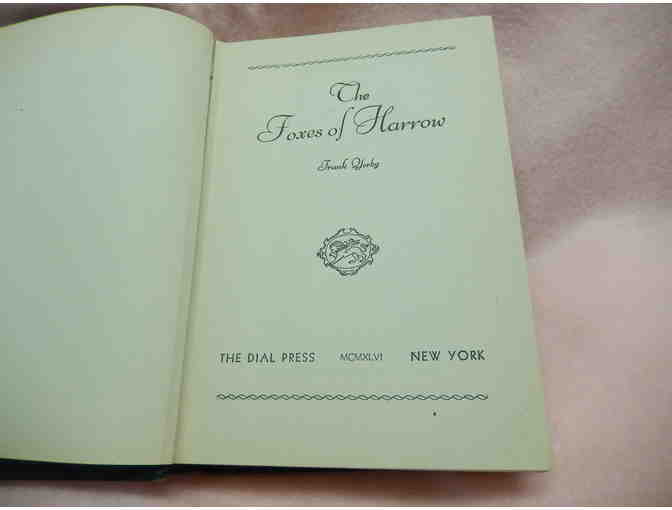 The
Foxes of Harrow
Frank Yerby
THE DIAL PRESS MCMXLVI NEW YORK